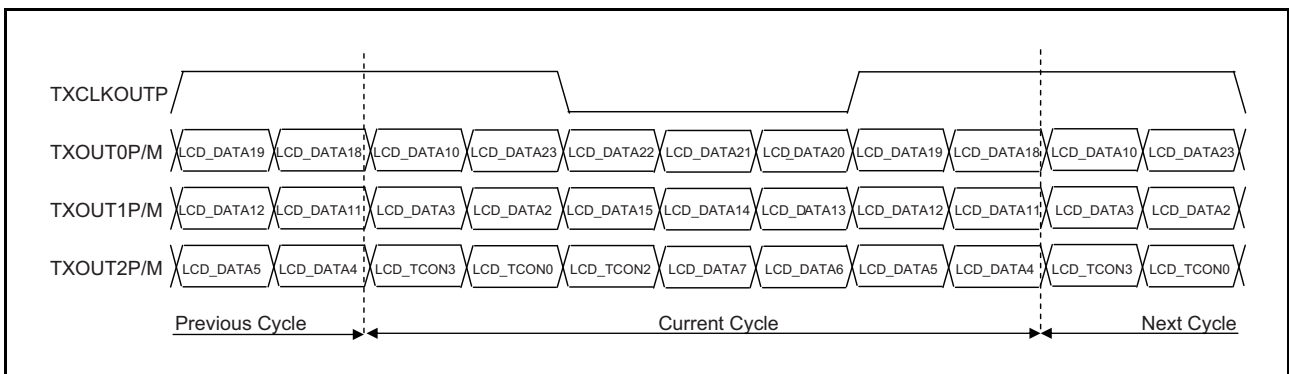 TXCLKOUTP
TXOUT0P/M LCD_DATA19 LCD_DATA18 LCD_DATA10 LCD_DATA23 LCD_DATA22 LCD_DATA21 LCD_DATA20 LCD_DATA19 LCD_DATA18 LCD_DATA10 LCD_DATA23
TXOUT1P/M LCD_DATA12 LCD_DATA11 LCD_DATA3 LCD_DATA2 LCD_DATA15 LCD_DATA14 LCD_DATA13 LCD_DATA12 LCD_DATA11 LCD_DATA3 LCD_DATA2
TXOUT2P/M LCD_DATA5 LCD_DATA4 LCD_TCON3 LCD_TCON0 LCD_TCON2 LCD_DATA7 LCD_DATA6 LCD_DATA5 LCD_DATA4 LCD_TCON3 LCD_TCON0
Previous Cycle Current Cycle Next Cycle